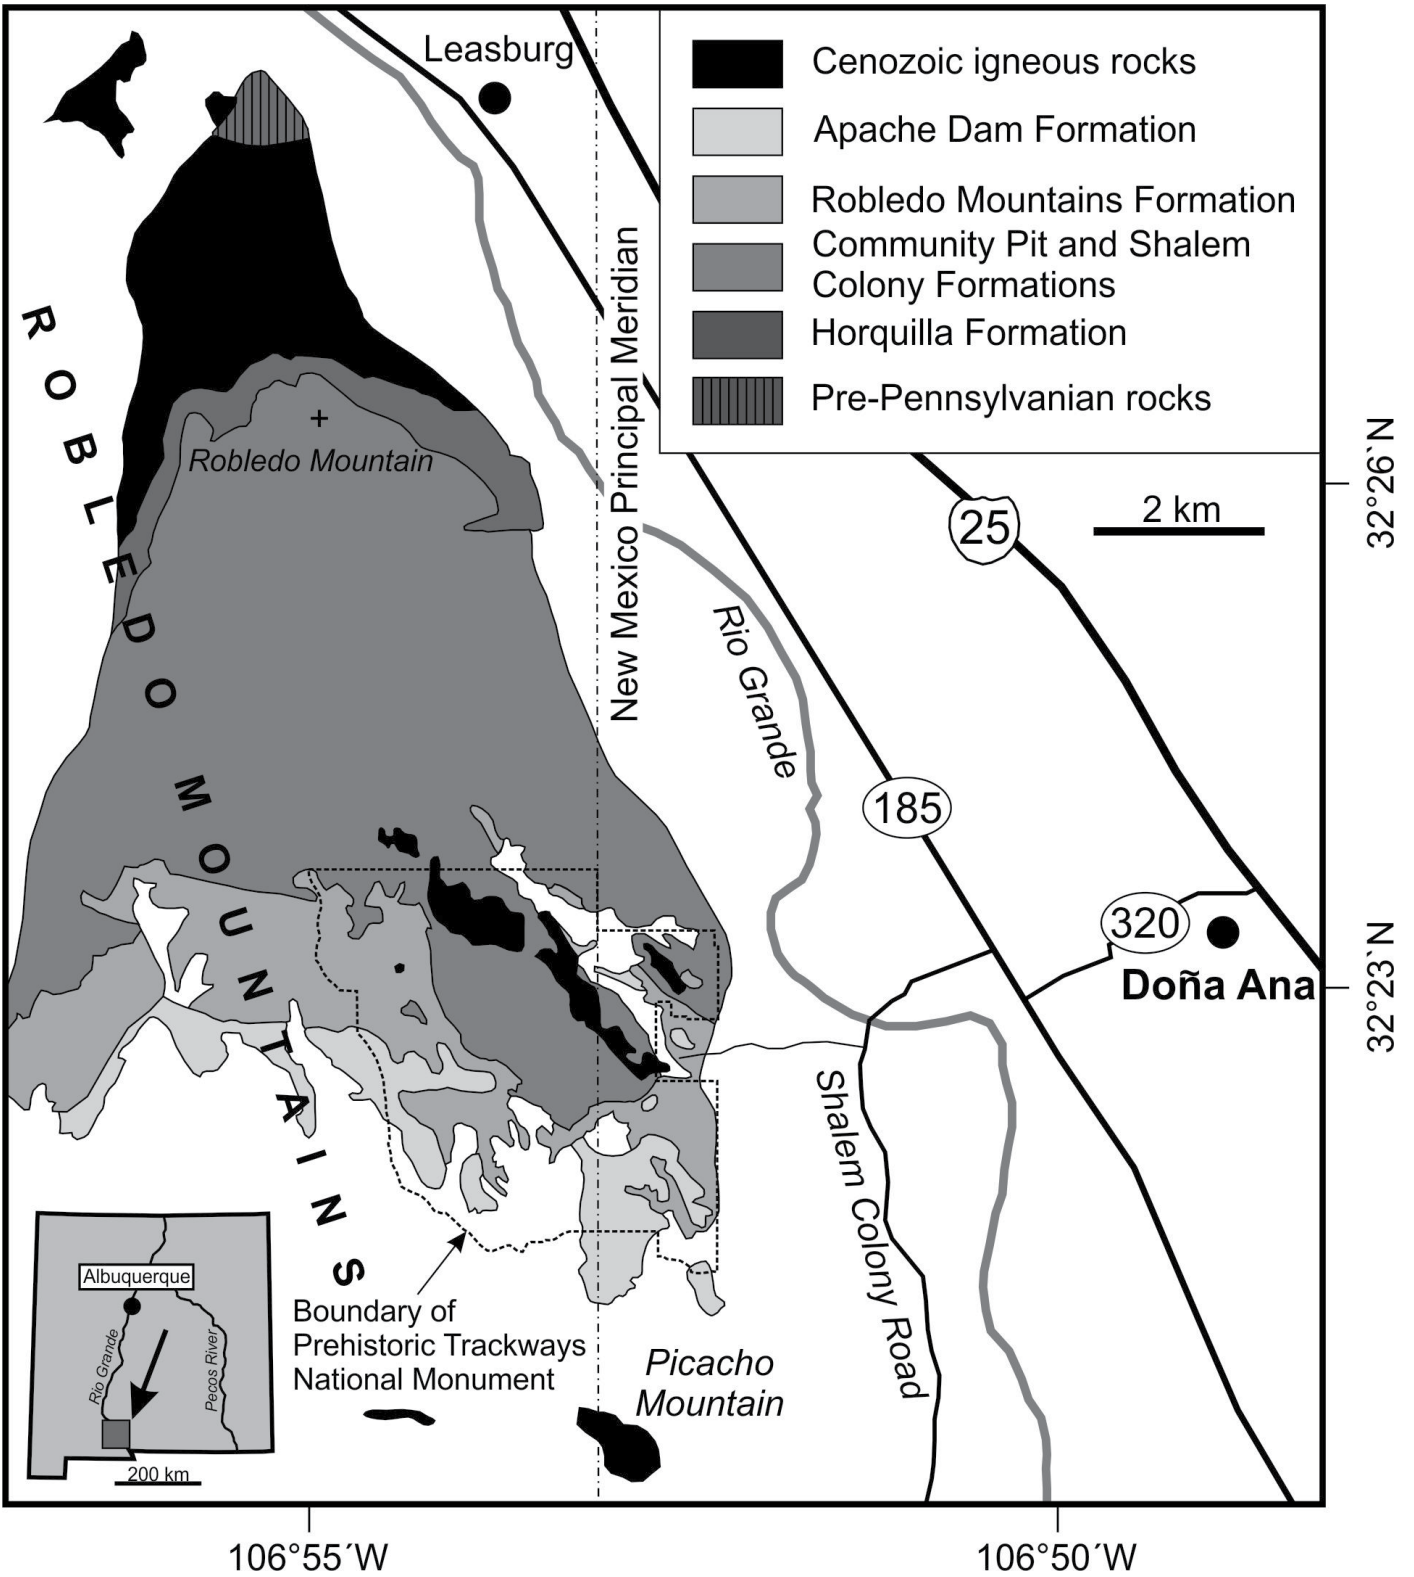 Leasburg
Cenozoic igneous rocks
Apache Dam Formation
Robledo Mountains Formation
Community Pit and Shalem
Colony Formations
Horquilla Formation
Pre-Pennsylvanian rocks
New Mexico Principal Meridian
ROBLEDO MOUNTAINS
+
Robledo Mountain
32°26´N
2 km
25
Rio Grande
185
320
Doña Ana
32°23´N
Shalem Colony Road
Albuquerque
Rio Grande
Pecos River
200 km
Boundary of
Prehistoric Trackways
National Monument
Picacho
Mountain
106°55´W
106°50´W